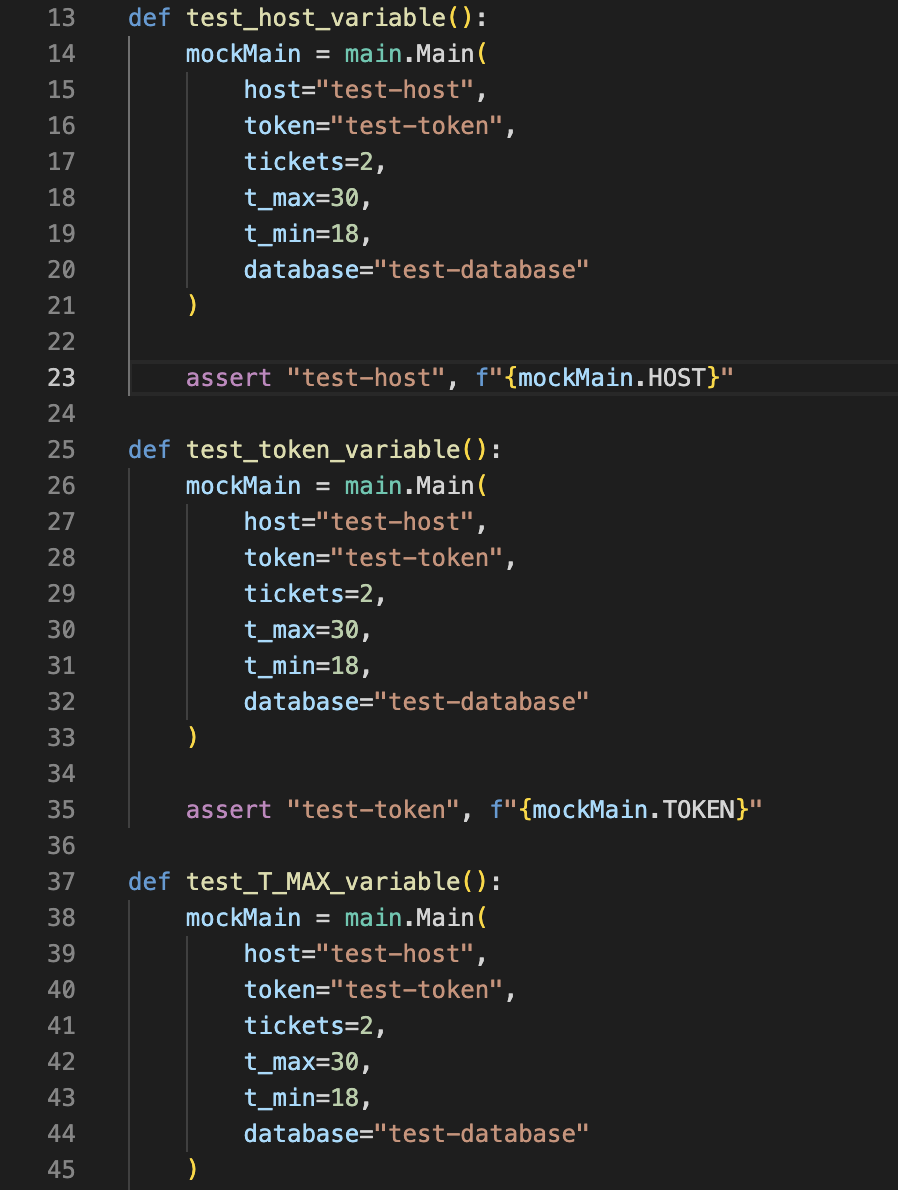 13 def test_host_variable():
14     mockMain = main.Main(
15         host="test-host",
16         token="test-token",
17         tickets=2,
18         t_max=30,
19         t_min=18,
20         database="test-database"
21     )
22
23     assert "test-host", f"{mockMain.HOST}"
24
25 def test_token_variable():
26     mockMain = main.Main(
27         host="test-host",
28         token="test-token",
29         tickets=2,
30         t_max=30,
31         t_min=18,
32         database="test-database"
33     )
34
35     assert "test-token", f"{mockMain.TOKEN}"
36
37 def test_T_MAX_variable():
38     mockMain = main.Main(
39         host="test-host",
40         token="test-token",
41         tickets=2,
42         t_max=30,
43         t_min=18,
44         database="test-database"
45     )